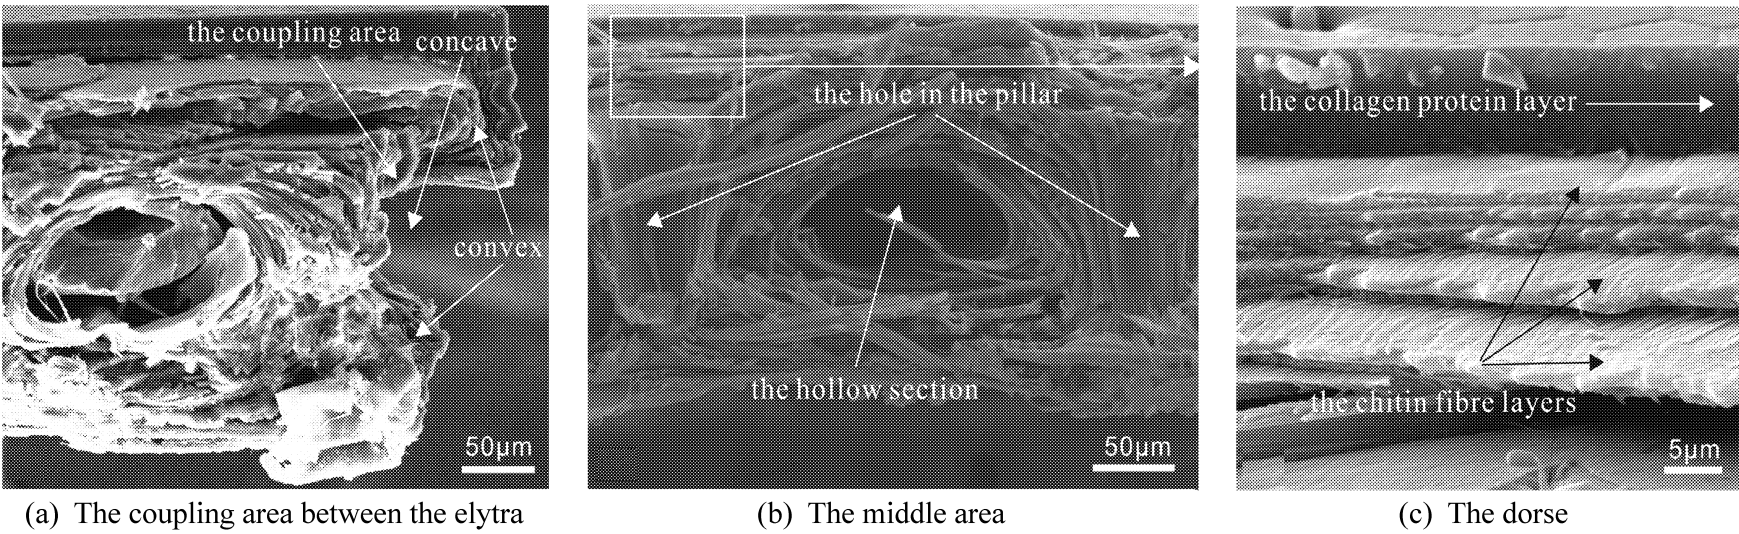 the coupling area
concave
convex
50μm
the hole in the pillar
the hollow section
50μm
the collagen protein layer
the chitin fibre layers
5μm
(a) The coupling area between the elytra
(b) The middle area
(c) The dorse